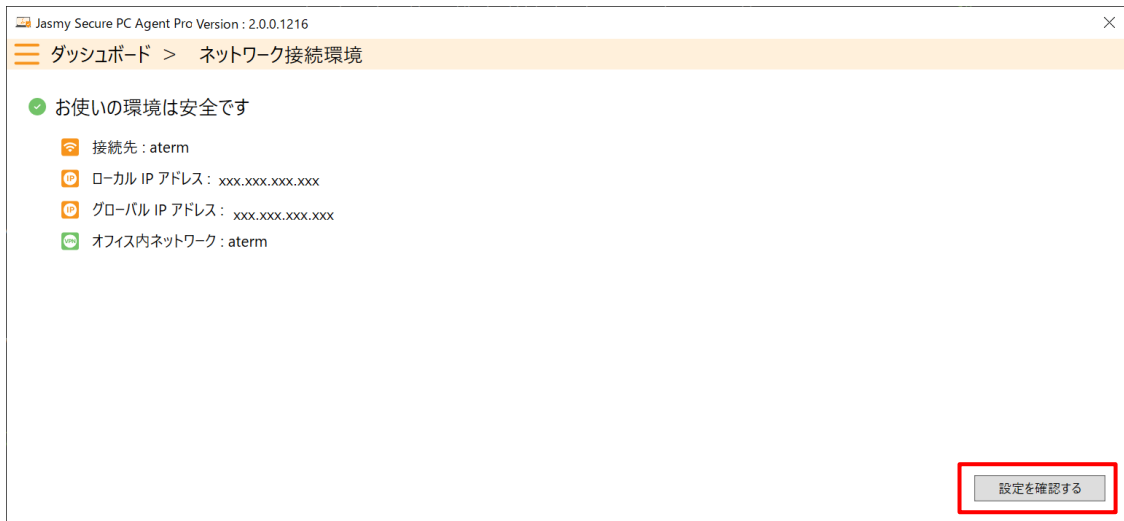 Jasmy Secure PC Agent Pro Version : 2.0.0.1216
ダッシュボード > ネットワーク接続環境
お使いの環境は安全です
接続先 : aterm
IP ローカル IP アドレス : xxx.xxx.xxx.xxx
IP グローバル IP アドレス : xxx.xxx.xxx.xxx
VPN オフィス内ネットワーク : aterm
設定を確認する